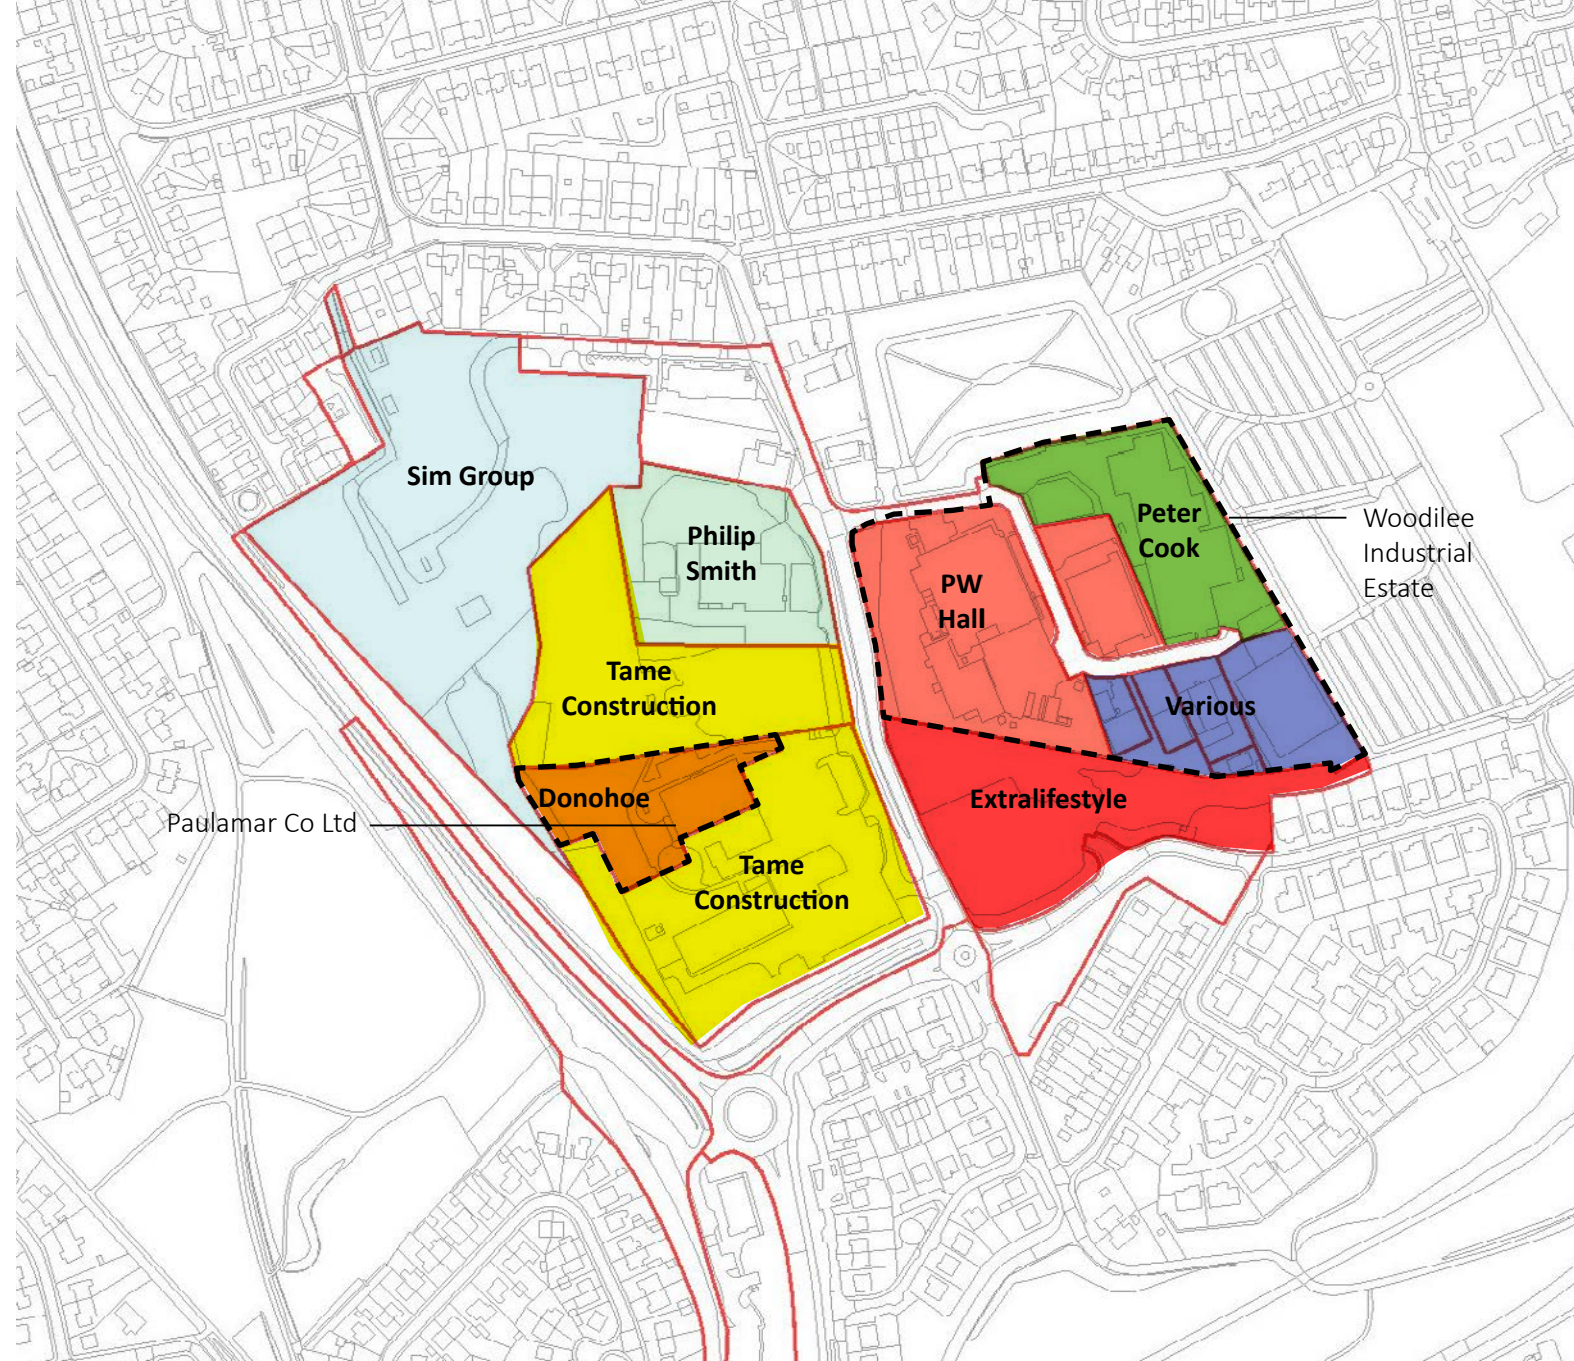 Sim Group
Philip
Smith
Peter
Cook
Woodilee
Industrial
Estate
PW
Hall
Tame
Construction
Various
Donohoe
Extralifestyle
Paulamar Co Ltd
Tame
Construction